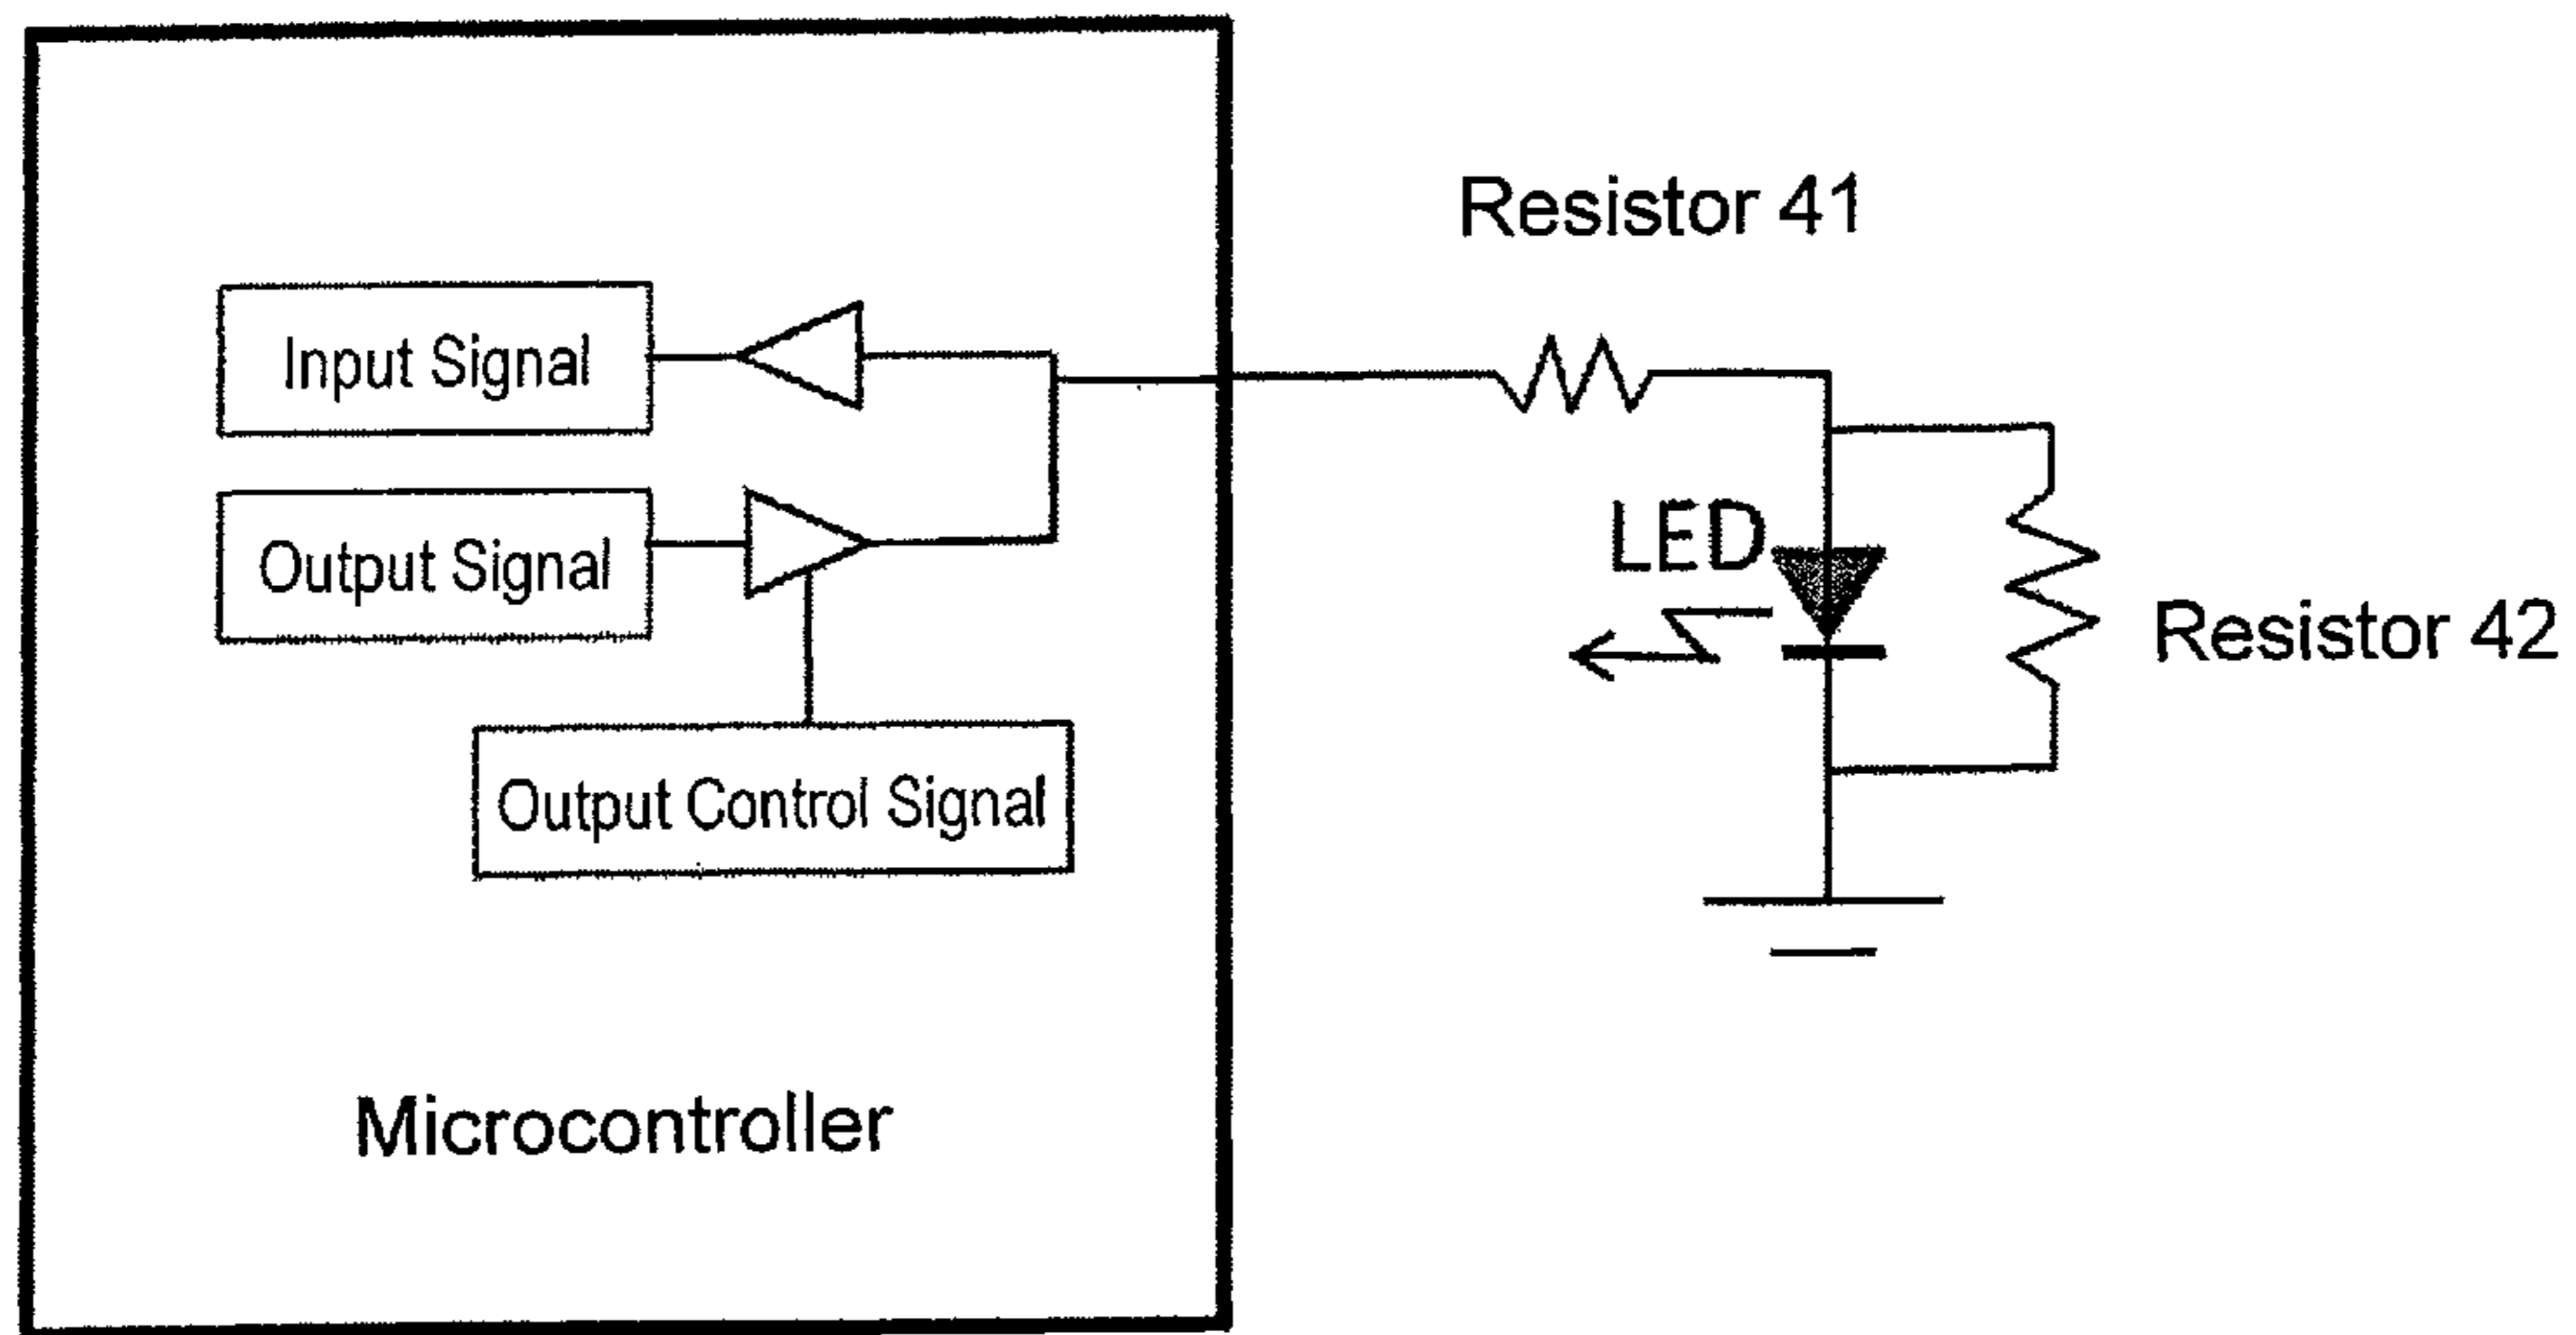 Resistor 41
Input Signal
LED
Output Signal
Resistor 42
Output Control Signal
Microcontroller